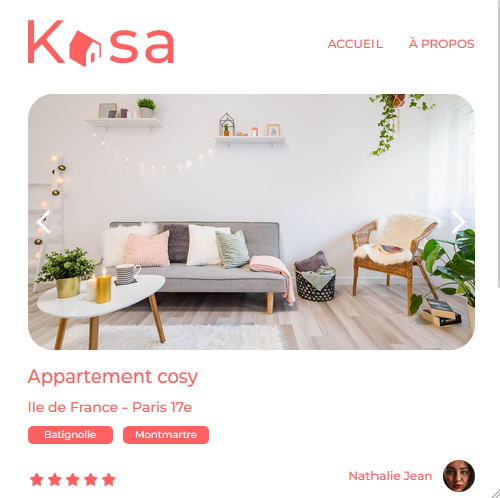 Kasa
ACCUEIL À PROPOS
Appartement cosy
Ile de France - Paris 17e
Batignolle Montmartre
Nathalie Jean